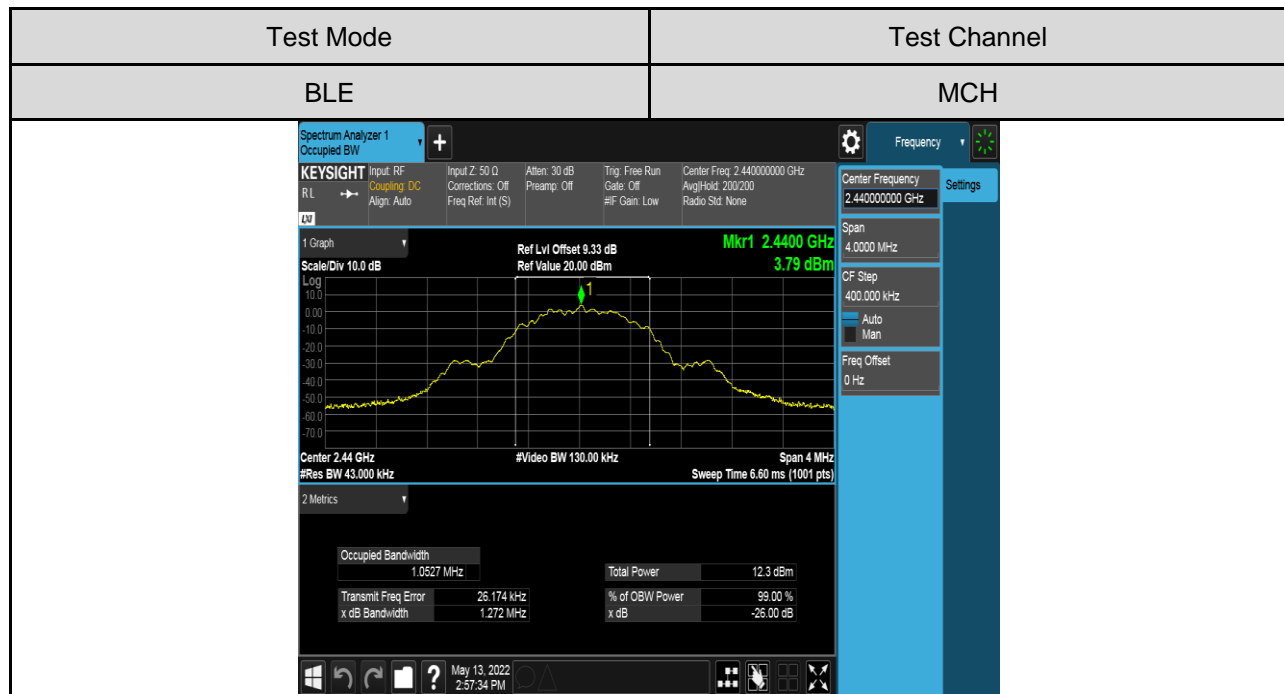 Test Mode Test Channel
BLE MCH
Spectrum Analyzer 1
Occupied BW
+
Frequency
KEYSIGHT
R L
LXI
Input: RF
Coupling: DC
Align: Auto
Input Z: 50 Ω
Corrections: Off
Freq Ref: Int (S)
Atten: 30 dB
Preamp: Off
Trig: Free Run
Gate: Off
#IF Gain: Low
Center Freq: 2.440000000 GHz
Avg|Hold: 200/200
Radio Std: None
Center Frequency
2.440000000 GHz
Settings
Span
4.0000 MHz
CF Step
400.000 kHz
Auto
Man
Freq Offset
0 Hz
1 Graph
Scale/Div 10.0 dB
Ref Lvl Offset 9.33 dB
Ref Value 20.00 dBm
Mkr1 2.4400 GHz
3.79 dBm
Log
10.0
0.00
-10.0
-20.0
-30.0
-40.0
-50.0
-60.0
-70.0
1
Center 2.44 GHz
#Res BW 43.000 kHz
#Video BW 130.00 kHz
Span 4 MHz
Sweep Time 6.60 ms (1001 pts)
2 Metrics
Occupied Bandwidth
1.0527 MHz
Total Power 12.3 dBm
Transmit Freq Error 26.174 kHz
% of OBW Power 99.00 %
x dB Bandwidth 1.272 MHz
x dB -26.00 dB
?
May 13, 2022
2:57:34 PM